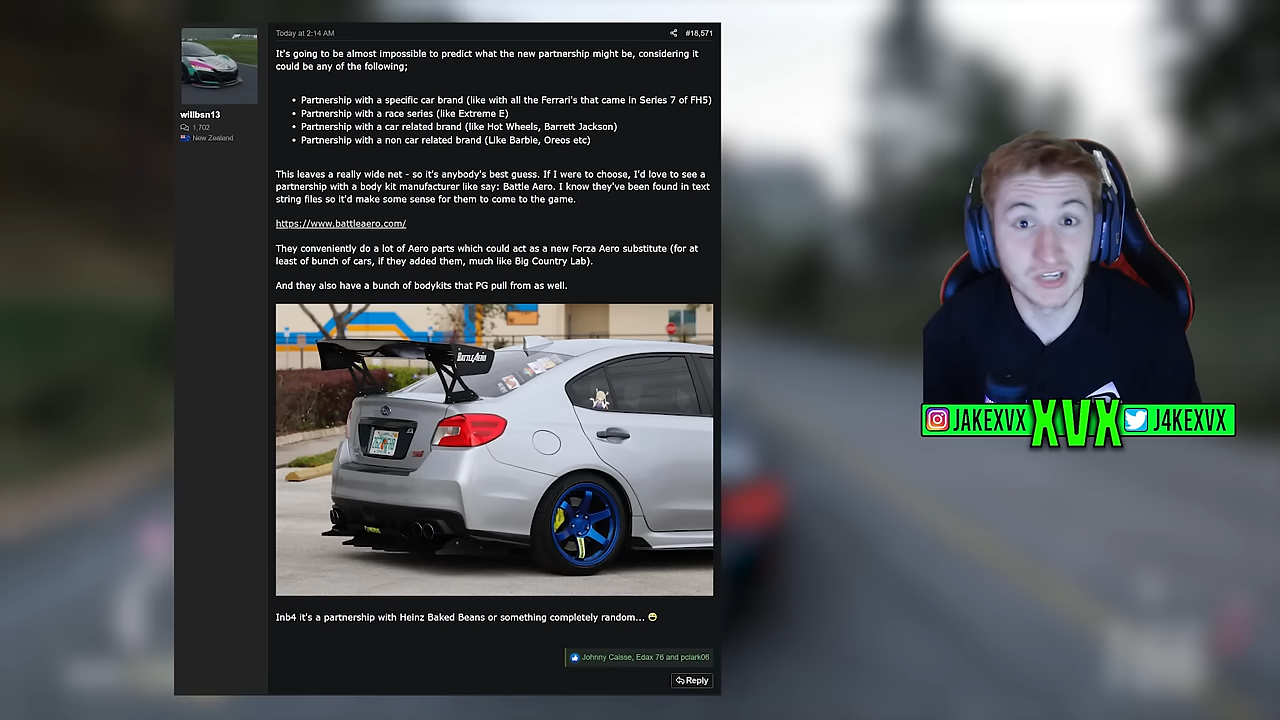 Today at 2:14 AM
#18,571
willbsn13
1,702
New Zealand
It's going to be almost impossible to predict what the new partnership might be, considering it
could be any of the following;
• Partnership with a specific car brand (like with all the Ferrari's that came in Series 7 of FH5)
• Partnership with a race series (like Extreme E)
• Partnership with a car related brand (like Hot Wheels, Barrett Jackson)
• Partnership with a non car related brand (Like Barbie, Oreos etc)
This leaves a really wide net - so it's anybody's best guess. If I were to choose, I'd love to see a
partnership with a body kit manufacturer like say: Battle Aero. I know they've been found in text
string files so it'd make some sense for them to come to the game.
https://www.battleaero.com/
They conveniently do a lot of Aero parts which could act as a new Forza Aero substitute (for at
least of bunch of cars, if they added them, much like Big Country Lab).
And they also have a bunch of bodykits that PG pull from as well.
BATTLE AERO
Inb4 it's a partnership with Heinz Baked Beans or something completely random... 😄
Johnny Caisse, Edax 76 and pclark06
Reply
JAKEXVX XVX J4KEXVX